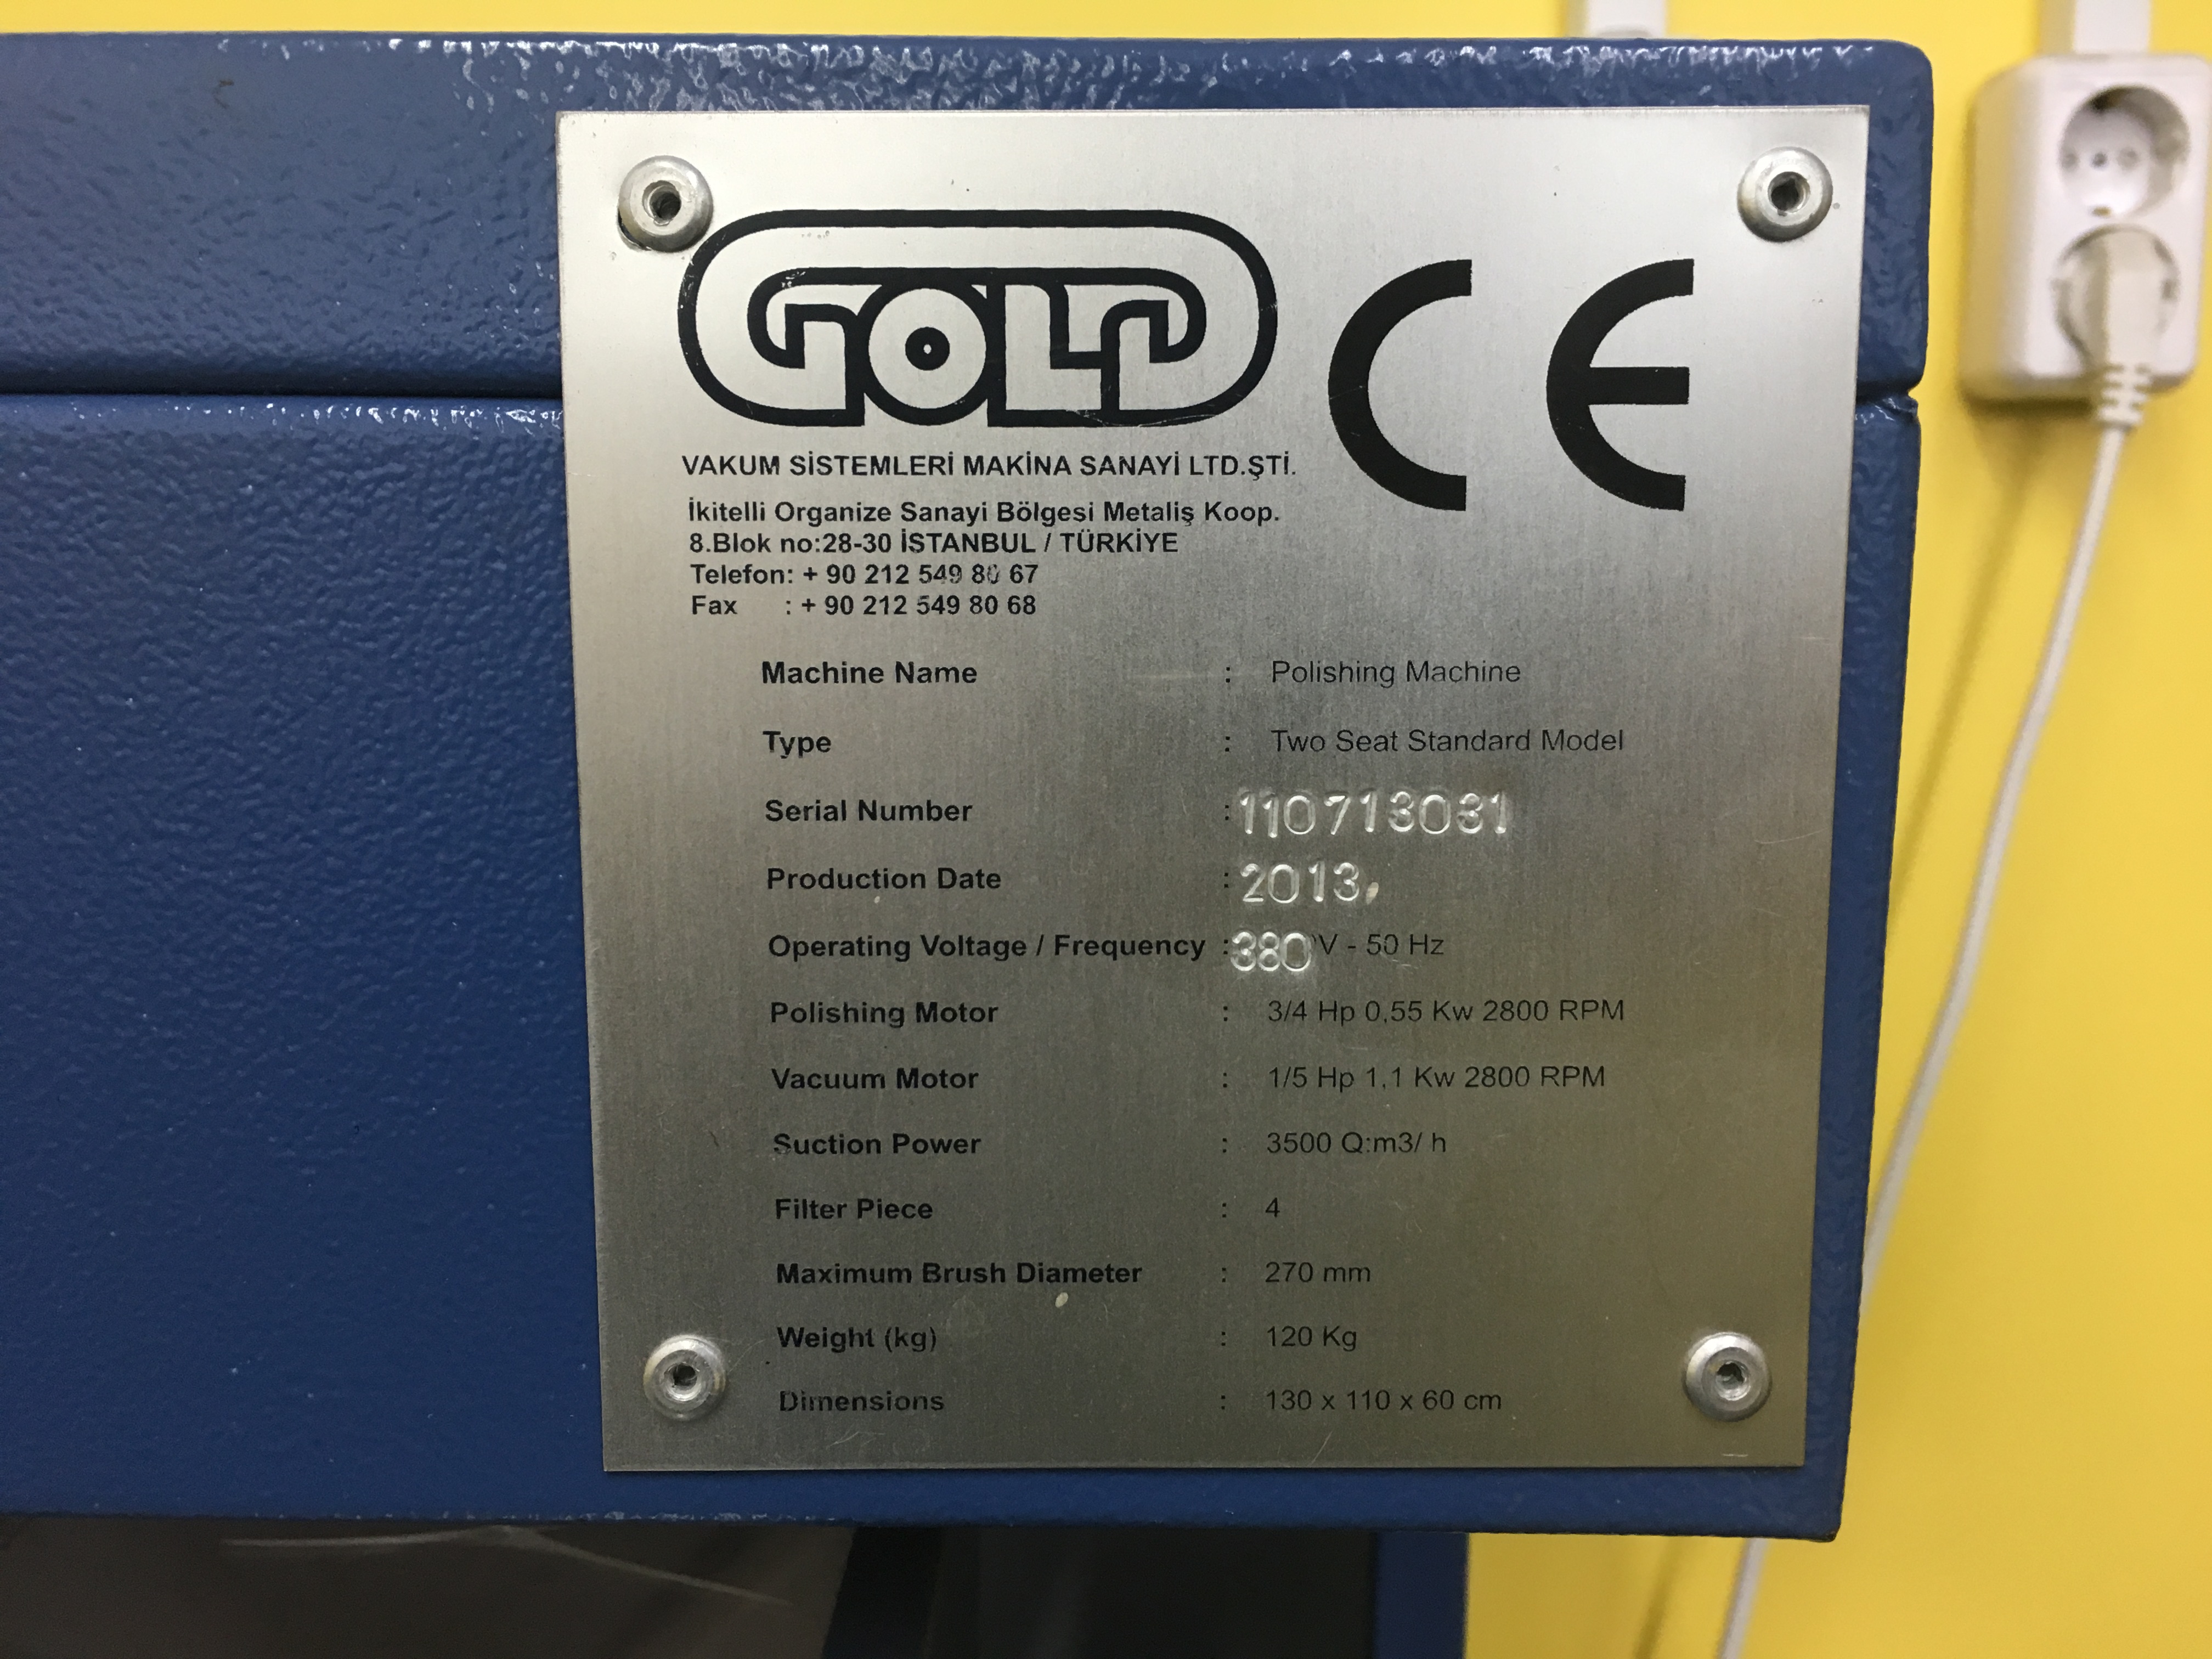 GOLD
CE
VAKUM SİSTEMLERİ MAKİNA SANAYİ LTD.ŞTİ.
İkitelli Organize Sanayi Bölgesi Metaliş Koop.
8.Blok no:28-30 İSTANBUL / TÜRKİYE
Telefon: + 90 212 549 80 67
Fax : + 90 212 549 80 68
Machine Name : Polishing Machine
Type : Two Seat Standard Model
Serial Number : 110713031
Production Date : 2013
Operating Voltage / Frequency : 380 V - 50 Hz
Polishing Motor : 3/4 Hp 0,55 Kw 2800 RPM
Vacuum Motor : 1/5 Hp 1,1 Kw 2800 RPM
Suction Power : 3500 Q:m3/ h
Filter Piece : 4
Maximum Brush Diameter : 270 mm
Weight (kg) : 120 Kg
Dimensions : 130 x 110 x 60 cm